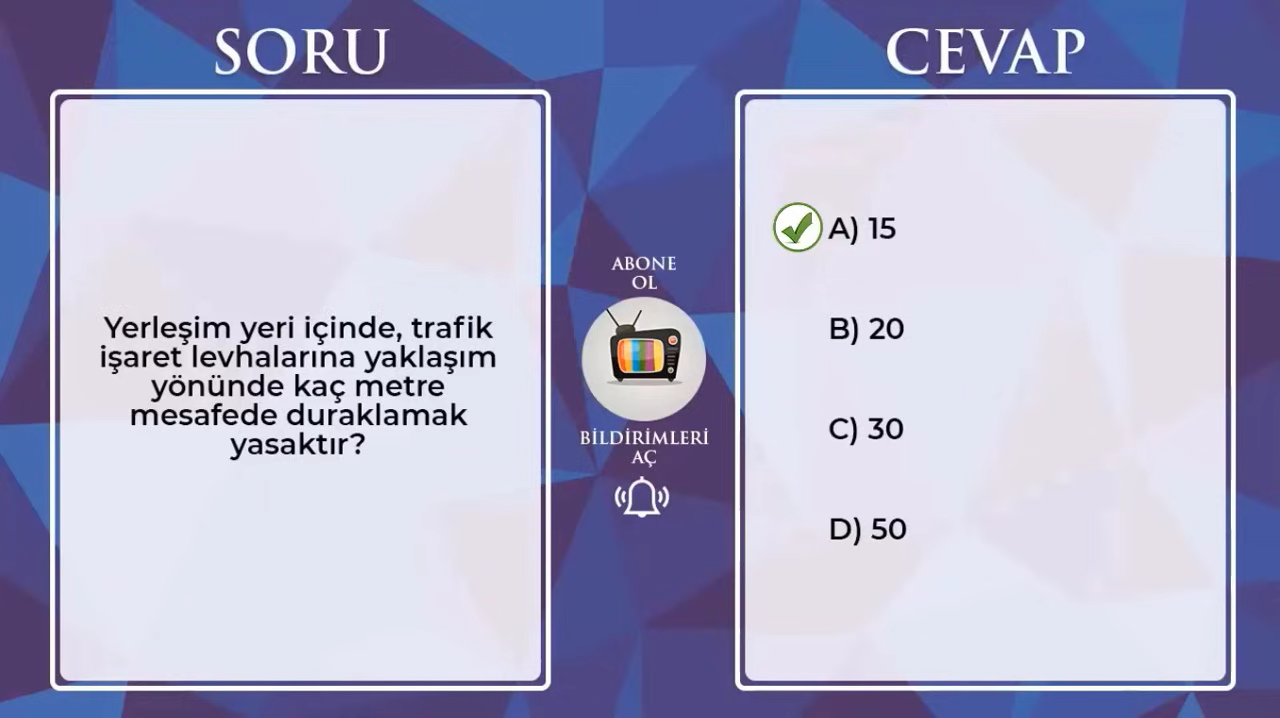 SORU
Yerleşim yeri içinde, trafik
işaret levhalarına yaklaşım
yönünde kaç metre
mesafede duraklamak
yasaktır?
ABONE
OL
BİLDİRİMLERİ
AÇ
CEVAP
A) 15
B) 20
C) 30
D) 50